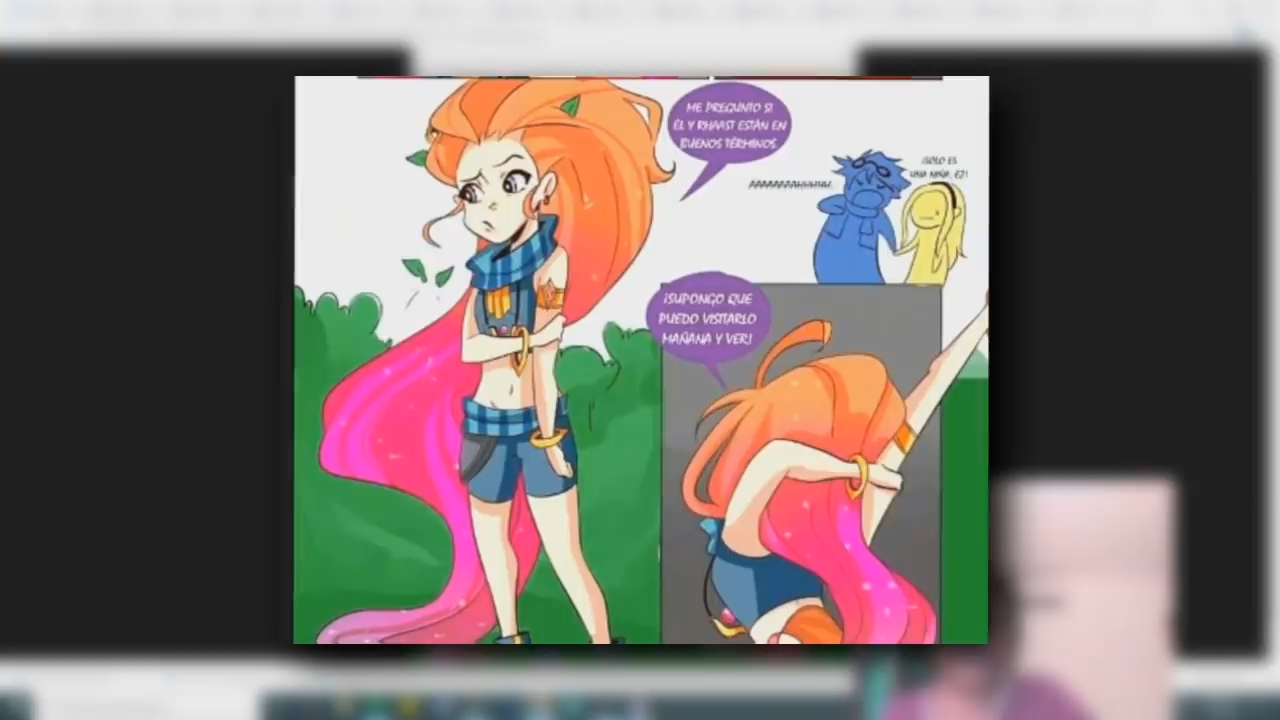 ME PREGUNTO SI
ÉL Y RHAAST ESTÁN EN
BUENOS TÉRMINOS.
¡SOLO ES
UNA NIÑA, EZ!
¡SUPONGO QUE
PUEDO VISITARLO
MAÑANA Y VER!